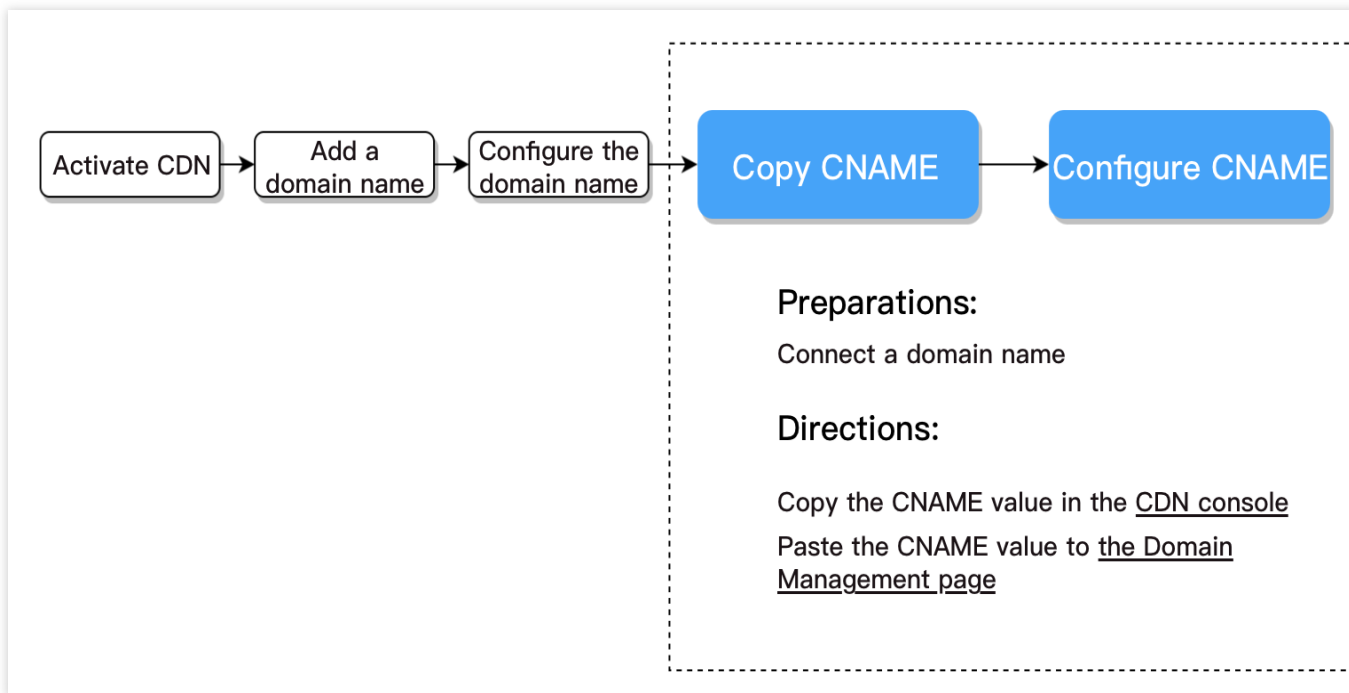 Activate CDN
Add a
domain name
Configure the
domain name
Copy CNAME
Configure CNAME
Preparations:
Connect a domain name
Directions:
Copy the CNAME value in the CDN console
Paste the CNAME value to the Domain
Management page